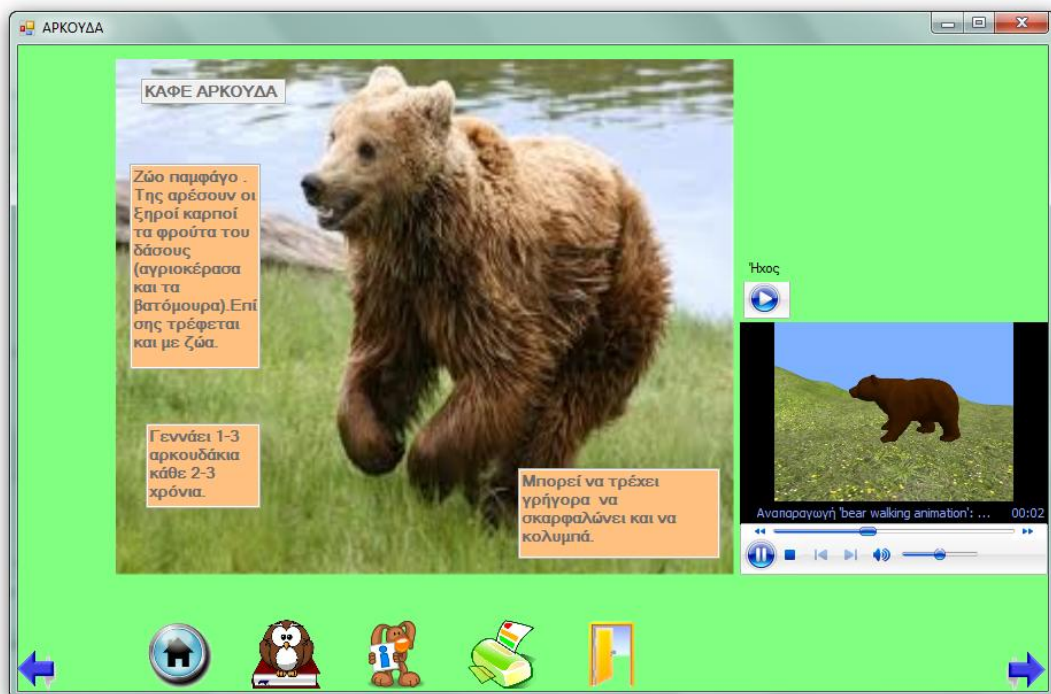 ΑΡΚΟΥΔΑ
ΚΑΦΕ ΑΡΚΟΥΔΑ
Ζώο παμφάγο .
Της αρέσουν οι
ξηροί καρποί
τα φρούτα του
δάσους
(αγριοκέρασα
και τα
βατόμουρα).Επί
σης τρέφεται
και με ζώα.
Γεννάει 1-3
αρκουδάκια
κάθε 2-3
χρόνια.
Μπορεί να τρέχει
γρήγορα  να
σκαρφαλώνει και να
κολυμπά.
Ήχος
Αναπαραγωγή 'bear walking animation': ... 00:02